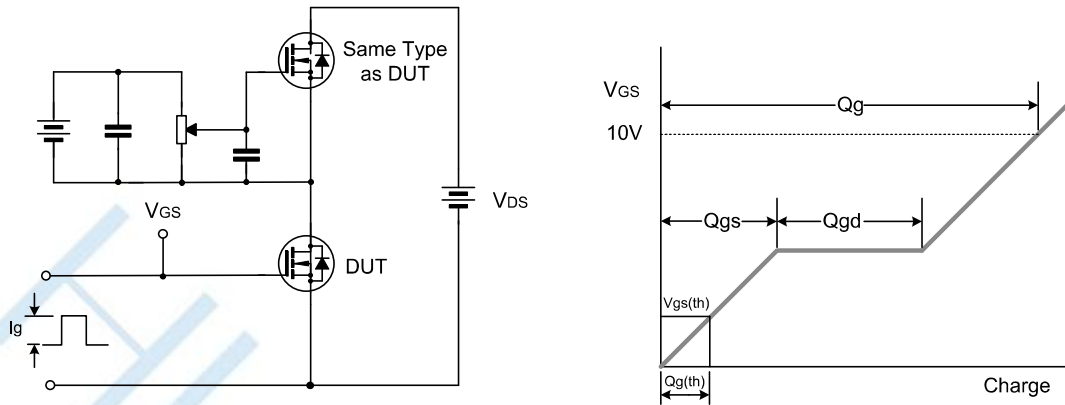 Same Type
as DUT
VGS
VDS
DUT
Ig
VGS
10V
Qg
Qgs
Qgd
Vgs(th)
Qg(th)
Charge